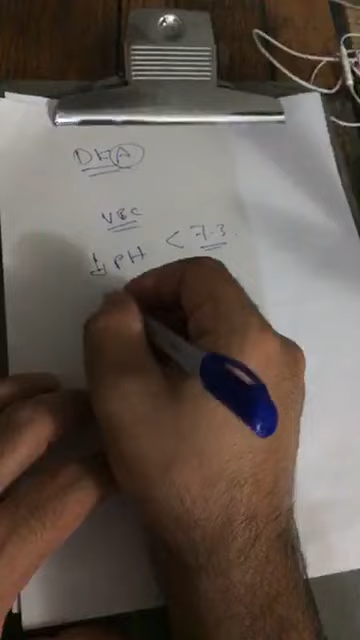 DKA
VBG
↓ PH < 7.3